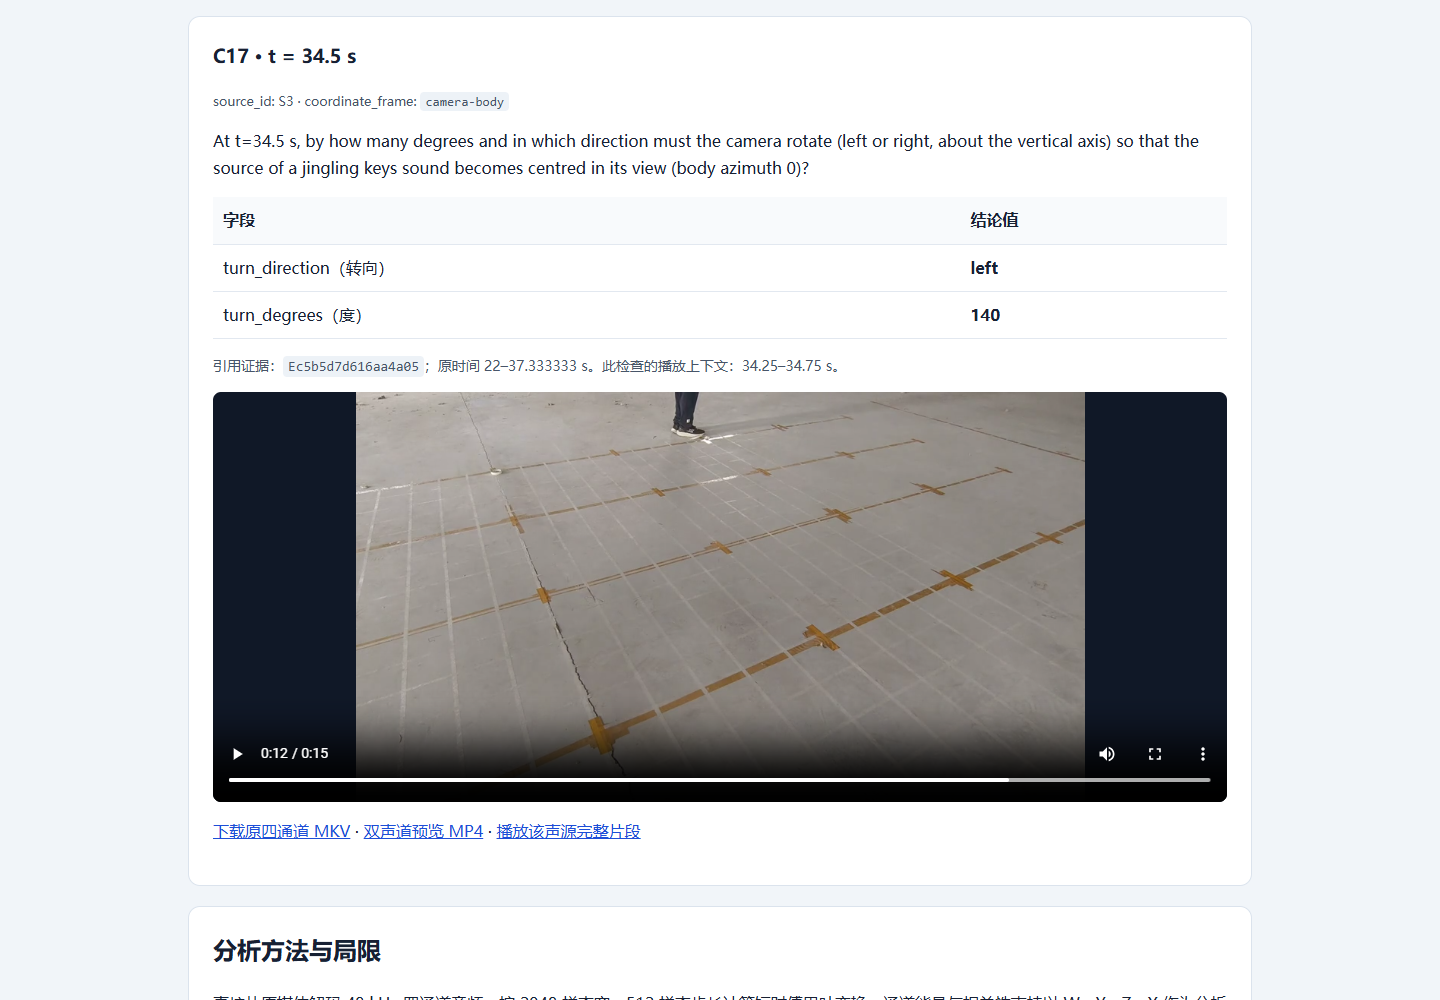 C17 • t = 34.5 s
source_id: S3 · coordinate_frame: camera-body
At t=34.5 s, by how many degrees and in which direction must the camera rotate (left or right, about the vertical axis) so that the
source of a jingling keys sound becomes centred in its view (body azimuth 0)?
字段 结论值
turn_direction（转向） left
turn_degrees（度） 140
引用证据：Ec5b5d7d616aa4a05；原时间 22–37.333333 s。此检查的播放上下文：34.25–34.75 s。
0:12 / 0:15
下载原四通道 MKV · 双声道预览 MP4 · 播放该声源完整片段
分析方法与局限